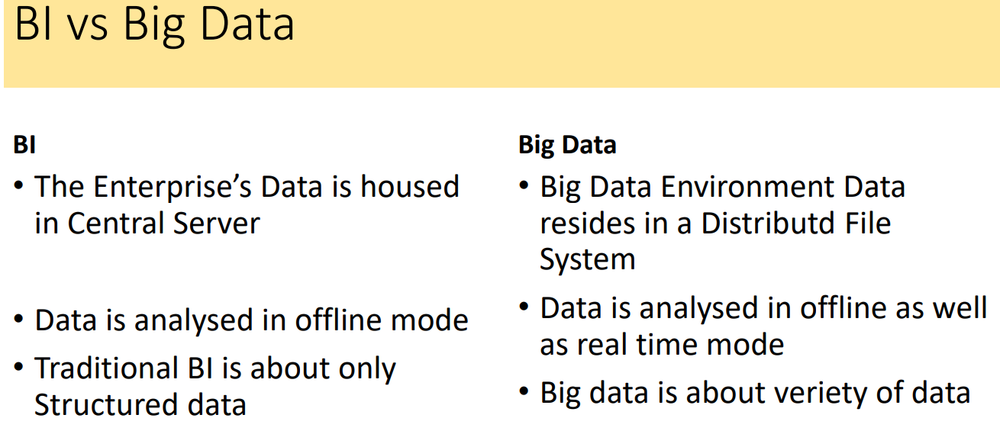 BI vs Big Data
BI
• The Enterprise’s Data is housed
in Central Server
• Data is analysed in offline mode
• Traditional BI is about only
Structured data
Big Data
• Big Data Environment Data
resides in a Distributd File
System
• Data is analysed in offline as well
as real time mode
• Big data is about veriety of data